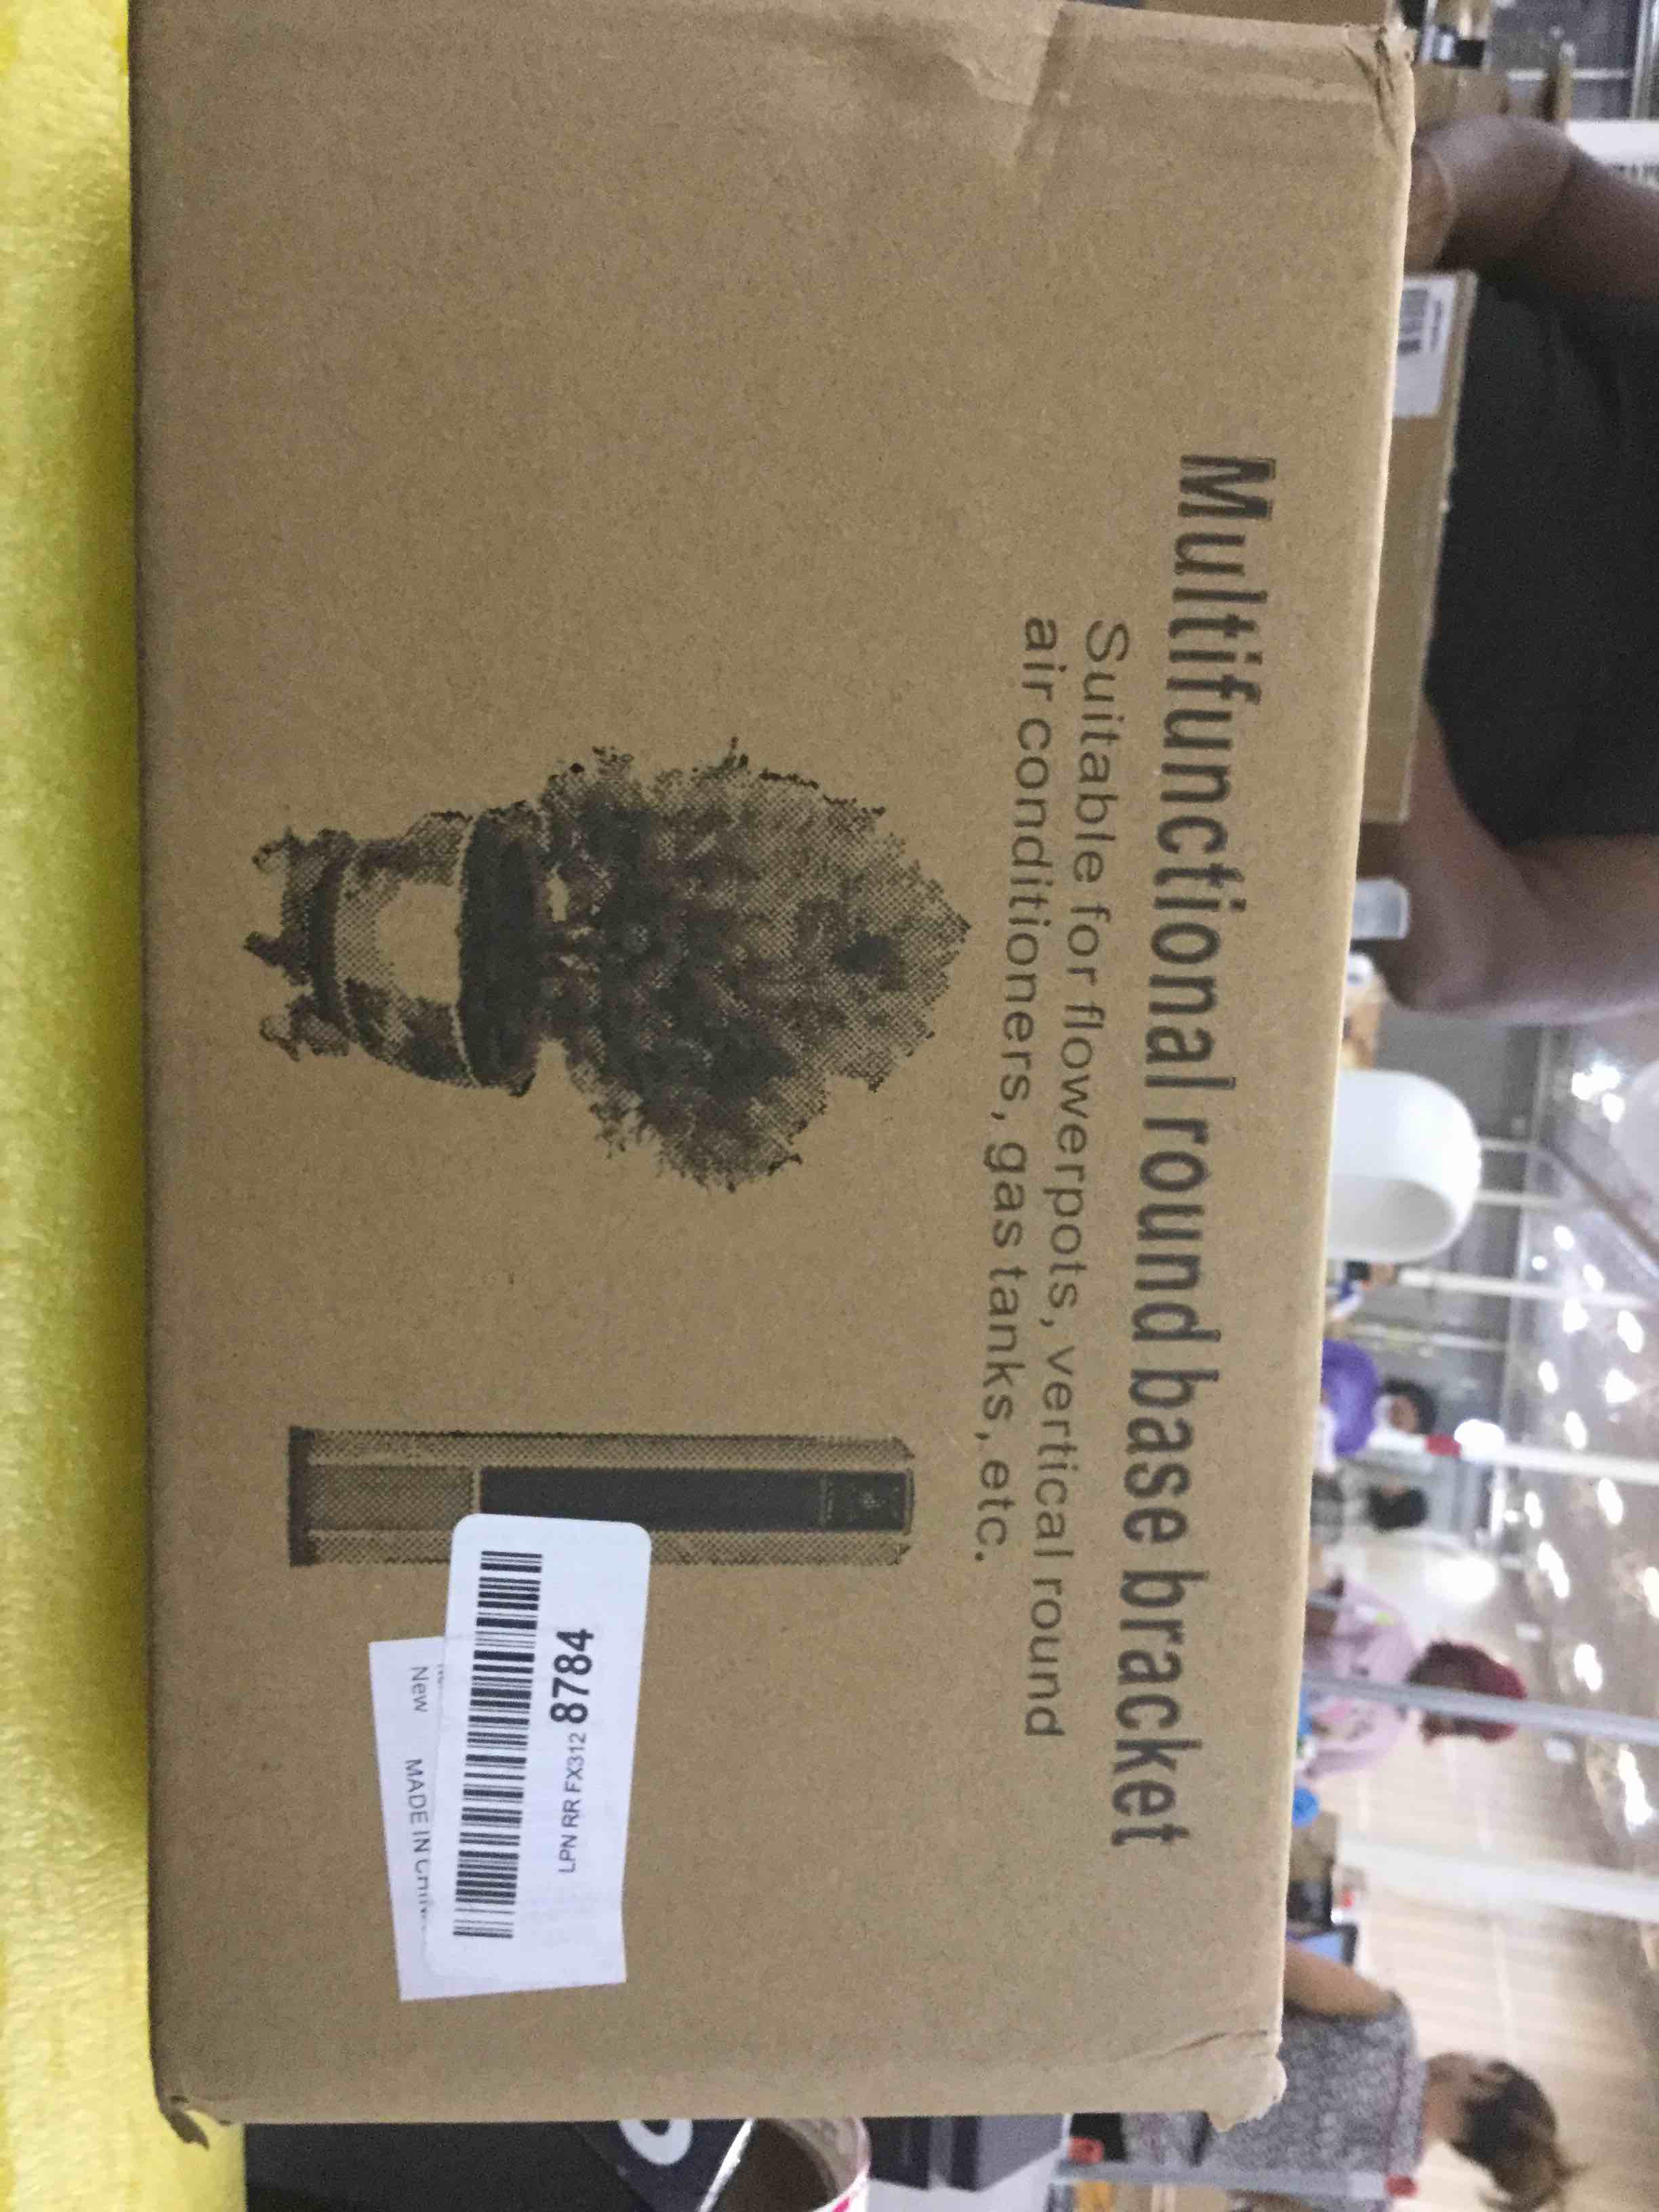 Multifunctional round base bracket
Suitable for flowerpots, vertical round
air conditioners, gas tanks, etc.
LPN RR FX312 8784
New MADE IN